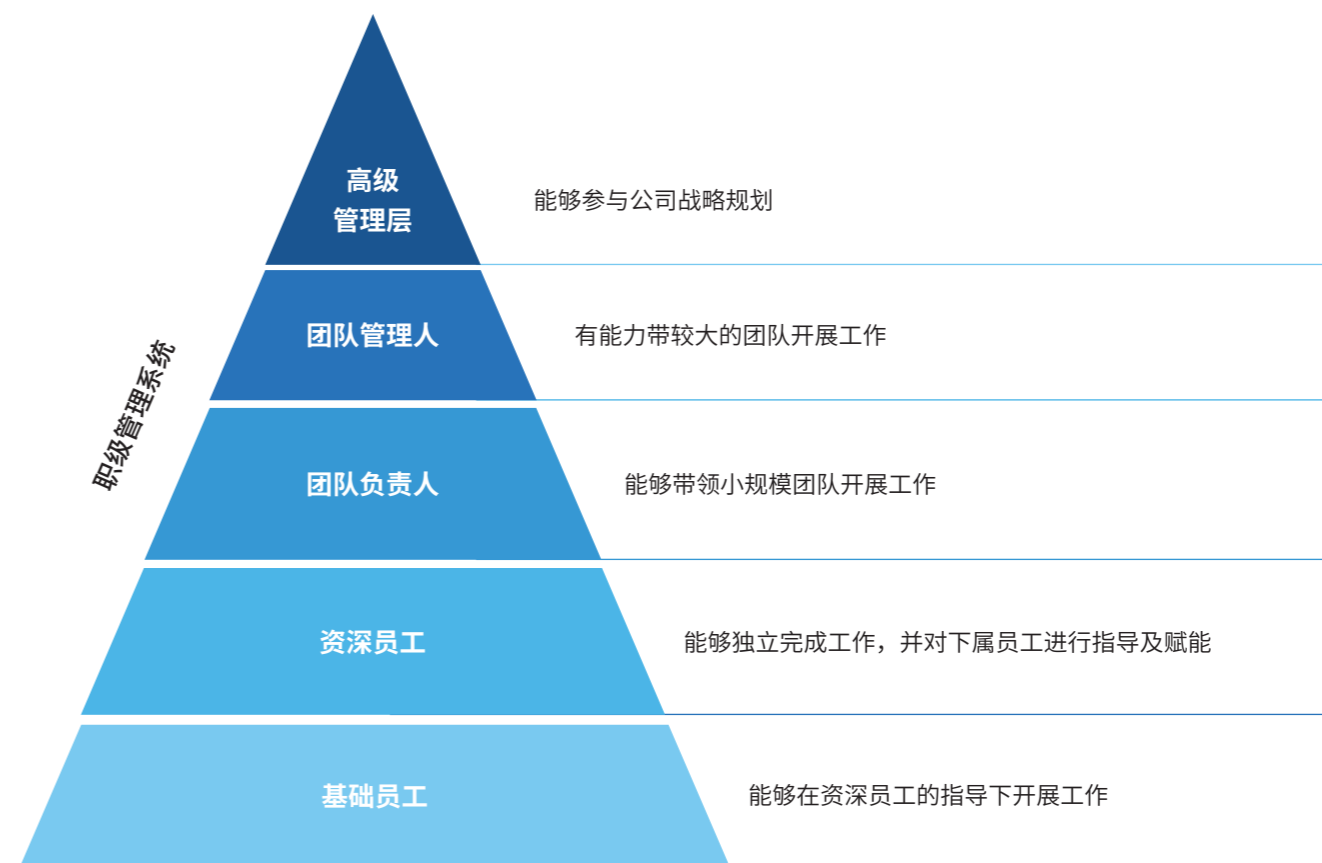 高级
管理层
能够参与公司战略规划
团队管理人
有能力带较大的团队开展工作
职级管理系统
团队负责人
能够带领小规模团队开展工作
资深员工
能够独立完成工作，并对下属员工进行指导及赋能
基础员工
能够在资深员工的指导下开展工作